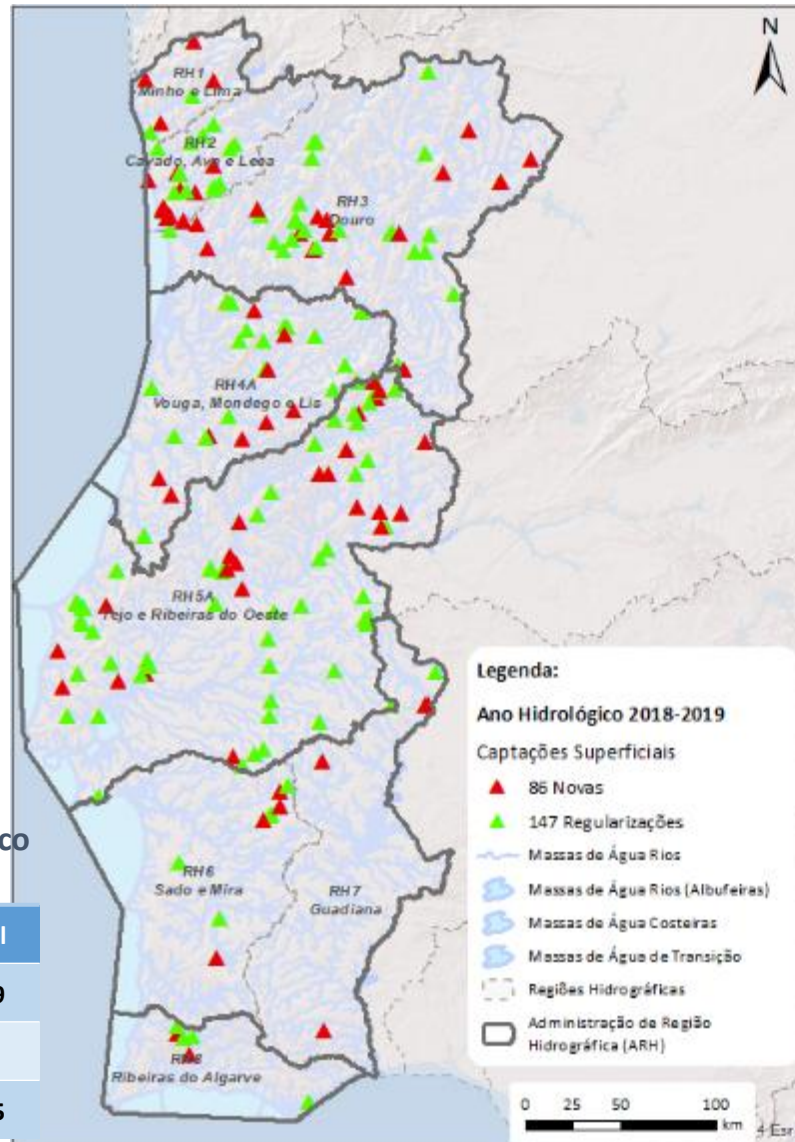 N
RH1
Minho e Lima
RH2
Cavado, Ave e Leca
RH3
Douro
RH4A
Vouga, Mondego e Lis
RH5A
Tejo e Ribeiras do Oeste
RH6
Sado e Mira
RH7
Guadiana
RH8
Ribeiras do Algarve
Legenda:
Ano Hidrológico 2018-2019
Captações Superficiais
86 Novas
147 Regularizações
Massas de Água Rios
Massas de Água Rios (Albufeiras)
Massas de Água Costeiras
Massas de Água de Transição
Regiões Hidrográficas
Administração de Região
Hidrográfica (ARH)
0 25 50 100
km
co
l
9